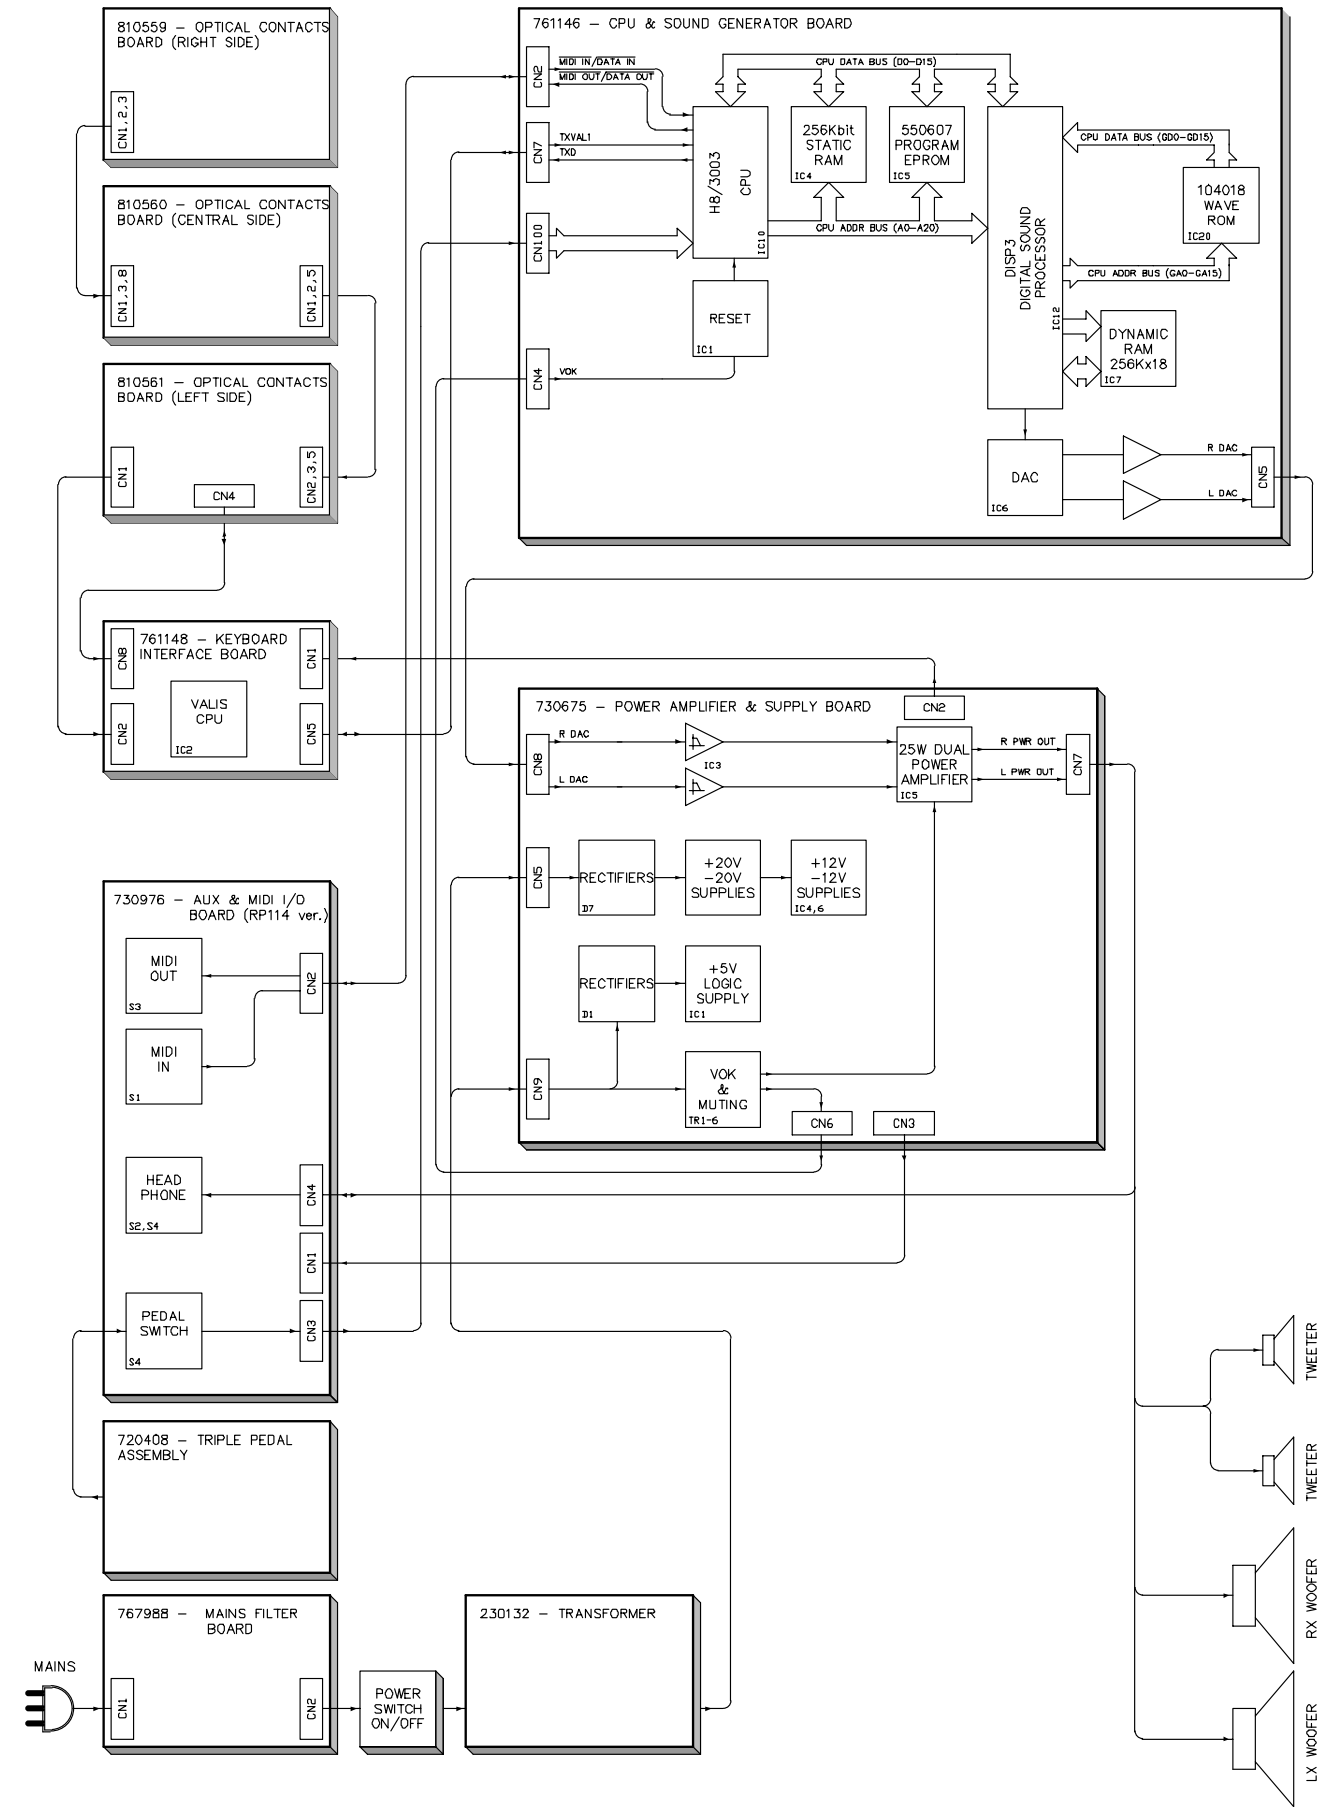 810559 – OPTICAL CONTACTS
BOARD (RIGHT SIDE)
CN1,2,3
810560 – OPTICAL CONTACTS
BOARD (CENTRAL SIDE)
CN1,3,8
CN1,2,5
810561 – OPTICAL CONTACTS
BOARD (LEFT SIDE)
CN1
CN4
CN2,3,5
761148 – KEYBOARD
INTERFACE BOARD
CN8
CN1
VALIS
CPU
IC2
CN2
CN5
730976 – AUX & MIDI I/O
BOARD (RP114 ver.)
MIDI
OUT
S3
CN2
MIDI
IN
S1
HEAD
PHONE
S2,S4
CN4
CN1
PEDAL
SWITCH
S4
CN3
720408 – TRIPLE PEDAL
ASSEMBLY
767988 – MAINS FILTER
BOARD
MAINS
CN1
CN2
POWER
SWITCH
ON/OFF
230132 – TRANSFORMER
761146 – CPU & SOUND GENERATOR BOARD
CN2
MIDI IN/DATA IN
MIDI OUT/DATA OUT
CN7
TXVAL1
TXD
CN100
CN4
VOK
H8/3003
CPU
IC10
RESET
IC1
CPU DATA BUS (D0-D15)
256Kbit
STATIC
RAM
IC4
550607
PROGRAM
EPROM
IC5
CPU ADDR BUS (A0-A20)
DISP3
DIGITAL SOUND
PROCESSOR
IC12
CPU DATA BUS (GD0-GD15)
104018
WAVE
ROM
IC20
CPU ADDR BUS (GA0-GA15)
DYNAMIC
RAM
256Kx18
IC7
DAC
IC6
R DAC
L DAC
CN5
730675 – POWER AMPLIFIER & SUPPLY BOARD
CN2
CN8
R DAC
L DAC
IC3
25W DUAL
POWER
AMPLIFIER
IC5
R PWR OUT
L PWR OUT
CN7
CN5
RECTIFIERS
D7
+20V
-20V
SUPPLIES
+12V
-12V
SUPPLIES
IC4,6
RECTIFIERS
D1
+5V
LOGIC
SUPPLY
IC1
CN9
VOK
&
MUTING
TR1-6
CN6
CN3
TWEETER
TWEETER
RX WOOFER
LX WOOFER